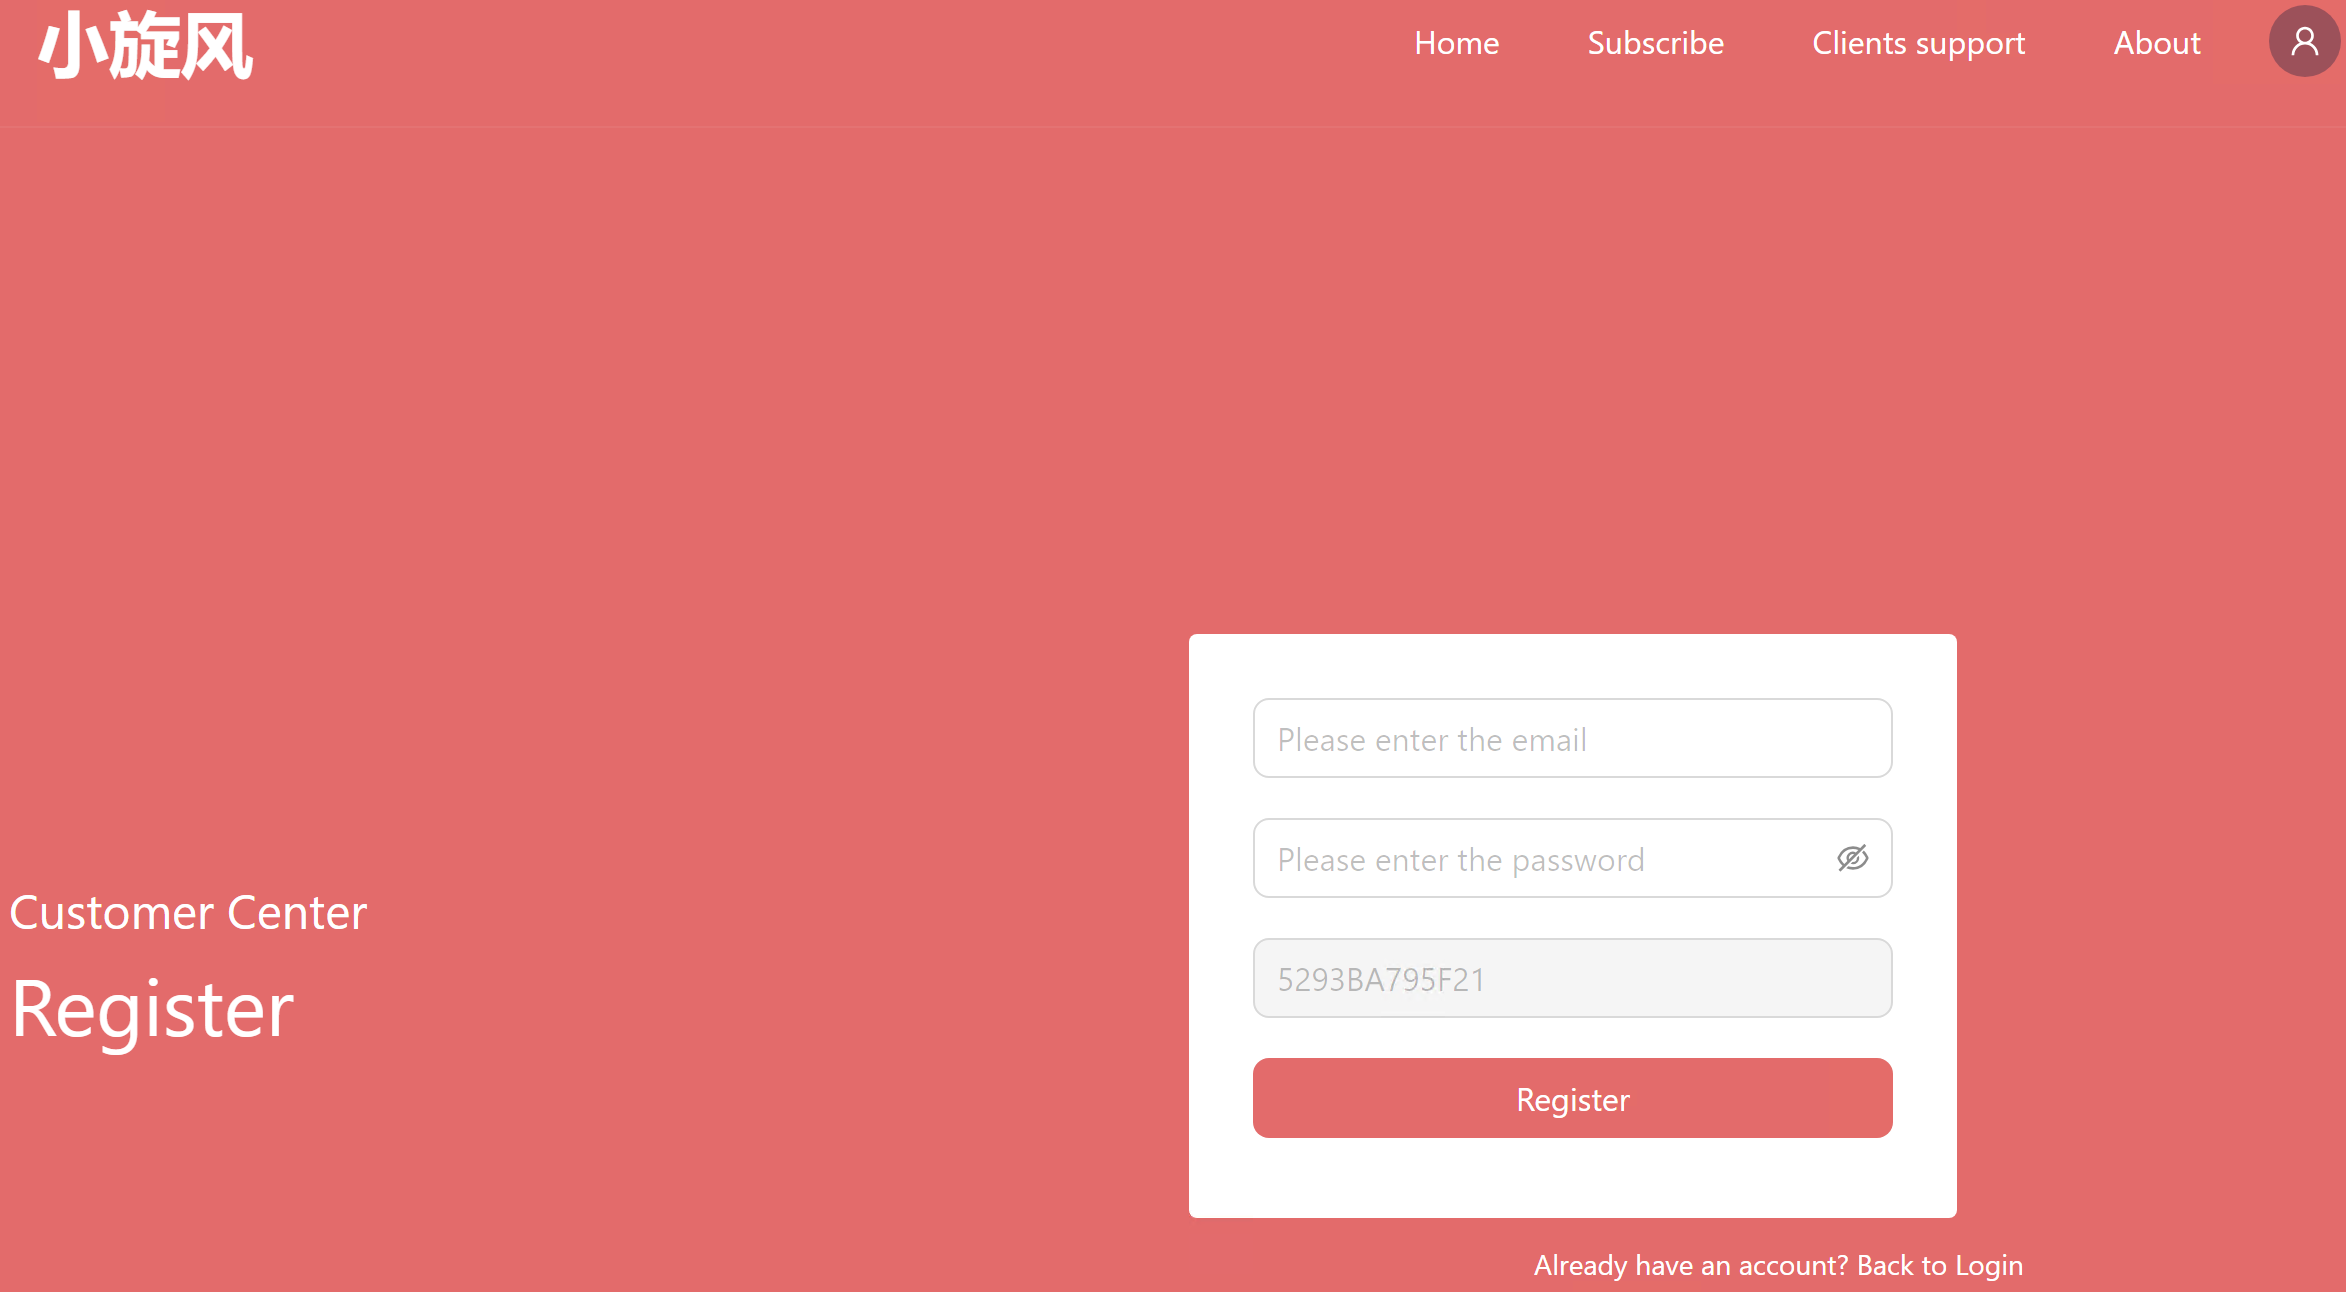 小旋风
Home Subscribe Clients support About
Please enter the email
Please enter the password
Customer Center
5293BA795F21
Register
Register
Already have an account? Back to Login